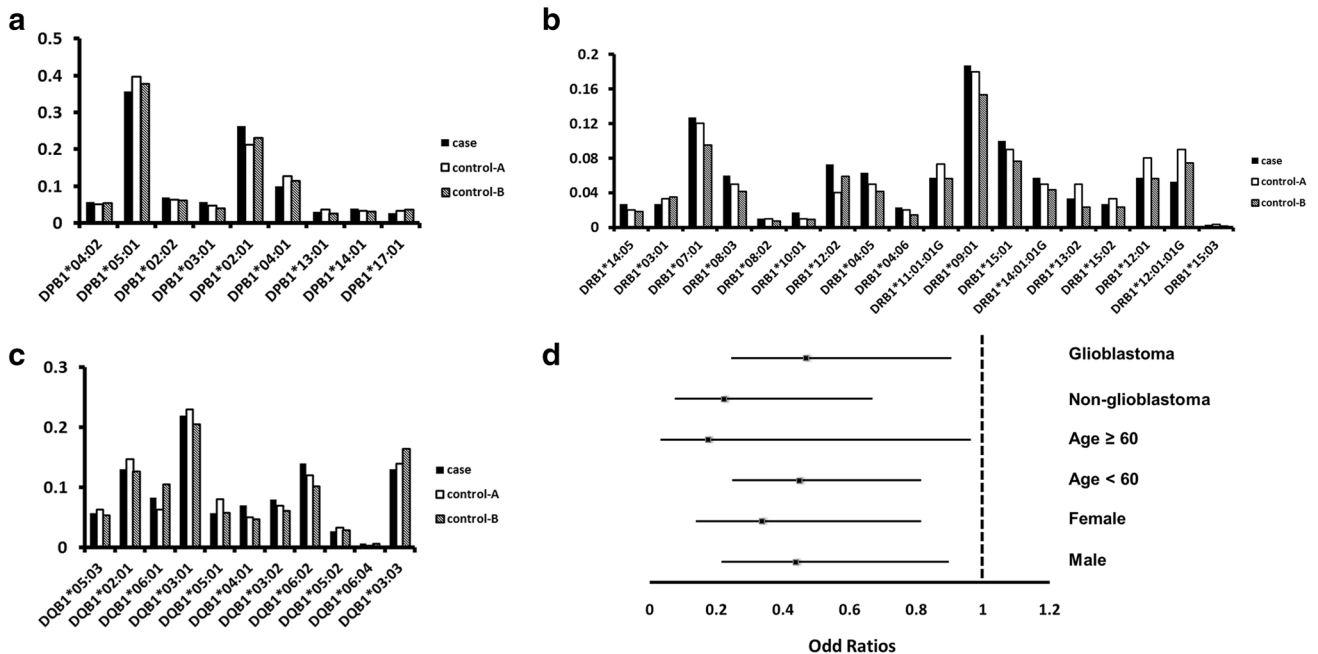 a
0.5
0.4
0.3
0.2
0.1
0
DPB1*04:02
DPB1*05:01
DPB1*02:02
DPB1*03:01
DPB1*02:01
DPB1*04:01
DPB1*13:01
DPB1*14:01
DPB1*17:01
case
control-A
control-B
b
0.2
0.16
0.12
0.08
0.04
0
DRB1*14:05
DRB1*03:01
DRB1*07:01
DRB1*08:03
DRB1*08:02
DRB1*10:01
DRB1*12:02
DRB1*04:05
DRB1*04:06
DRB1*11:01:01G
DRB1*09:01
DRB1*15:01
DRB1*14:01:01G
DRB1*13:02
DRB1*15:02
DRB1*12:01
DRB1*12:01:01G
DRB1*15:03
case
control-A
control-B
c
0.3
0.2
0.1
0
DQB1*05:03
DQB1*02:01
DQB1*06:01
DQB1*03:01
DQB1*05:01
DQB1*04:01
DQB1*03:02
DQB1*06:02
DQB1*05:02
DQB1*06:04
DQB1*03:03
case
control-A
control-B
d
Glioblastoma
Non-glioblastoma
Age ≥ 60
Age < 60
Female
Male
0 0.2 0.4 0.6 0.8 1 1.2
Odd Ratios